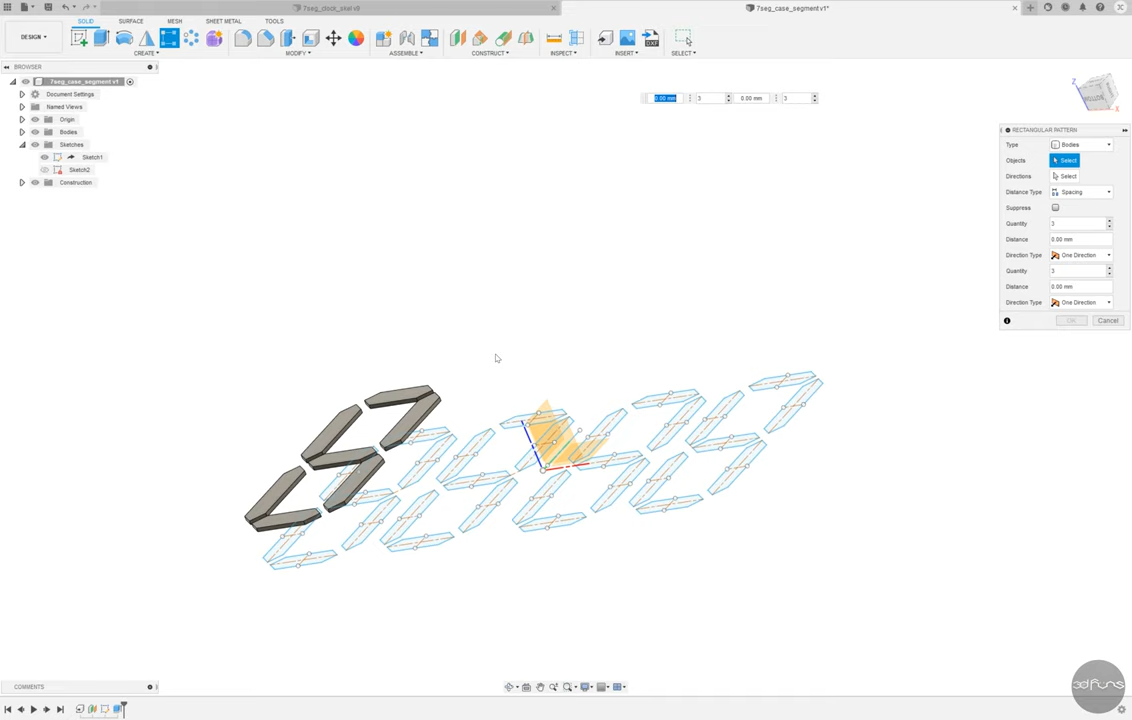 7seg_clock_skal v8
7seg_case_segment v1*
DESIGN
SOLID
SURFACE
MESH
SHEET METAL
TOOLS
CREATE
MODIFY
ASSEMBLE
CONSTRUCT
INSPECT
INSERT
SELECT
BROWSER
7seg_case_segment v1
Document Settings
Named Views
Origin
Bodies
Sketches
Sketch1
Sketch2
Construction
0.00 mm
3
0.00 mm
3
Z
X
BOTTOM
RECTANGULAR PATTERN
Type Bodies
Objects Select
Directions Select
Distance Type Spacing
Suppress
Quantity 3
Distance 0.00 mm
Direction Type One Direction
Quantity 3
Distance 0.00 mm
Direction Type One Direction
OK Cancel
COMMENTS
3dfuns